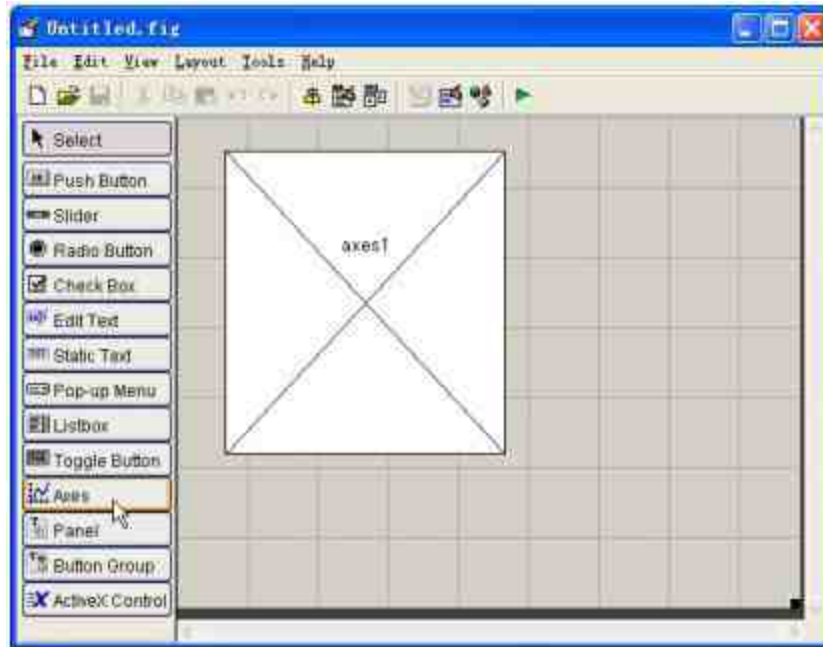 Untitled.fig
File Edit View Layout Tools Help
Select
Push Button
Slider
Radio Button
Check Box
Edit Text
Static Text
Pop-up Menu
Listbox
Toggle Button
Axes
Panel
Button Group
ActiveX Control
axes1